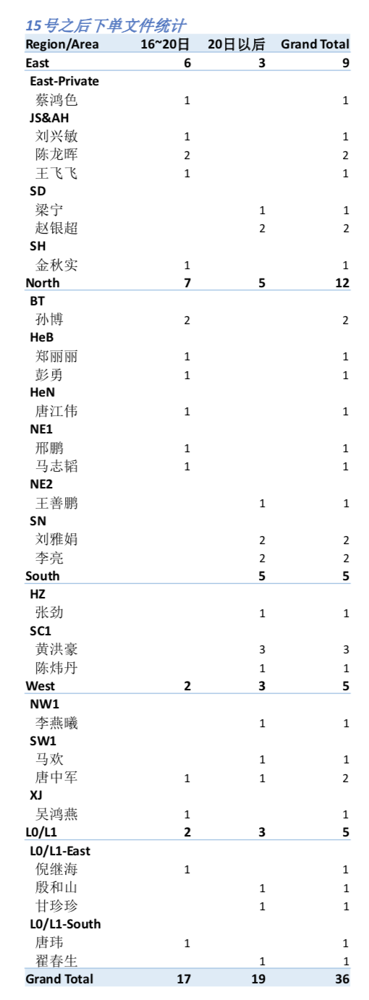 15号之后下单文件统计
Region/Area 16~20日 20日以后 Grand Total
East 6 3 9
East-Private
蔡鸿色 1 1
JS&AH
刘兴敏 1 1
陈龙晖 2 2
王飞飞 1 1
SD
梁宁 1 1
赵银超 2 2
SH
金秋实 1 1
North 7 5 12
BT
孙博 2 2
HeB
郑丽丽 1 1
彭勇 1 1
HeN
唐江伟 1 1
NE1
邢鹏 1 1
马志韬 1 1
NE2
王善鹏 1 1
SN
刘雅娟 2 2
李亮 2 2
South 5 5
HZ
张劲 1 1
SC1
黄洪豪 3 3
陈炜丹 1 1
West 2 3 5
NW1
李燕曦 1 1
SW1
马欢 1 1
唐中军 1 1 2
XJ
吴鸿燕 1 1
L0/L1 2 3 5
L0/L1-East
倪继海 1 1
殷和山 1 1
甘珍珍 1 1
L0/L1-South
唐玮 1 1
翟春生 1 1
Grand Total 17 19 36